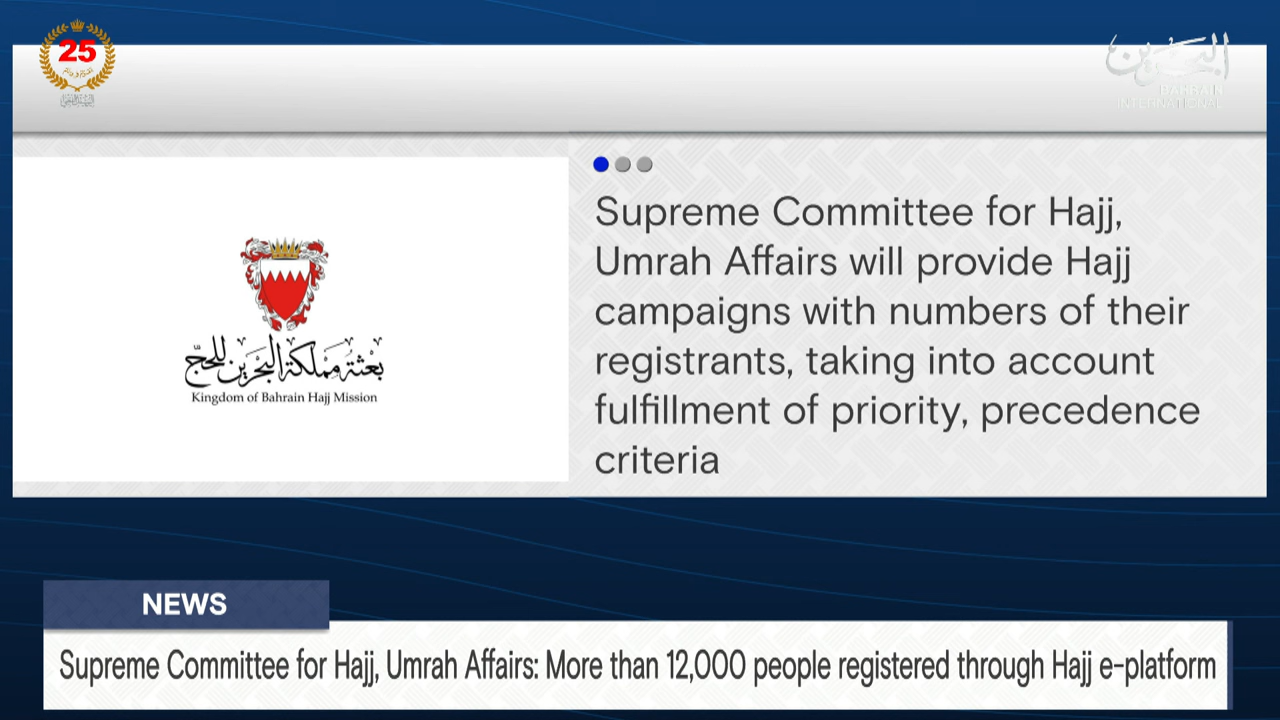 25
البحرين
BAHRAIN
INTERNATIONAL
Supreme Committee for Hajj,
Umrah Affairs will provide Hajj
campaigns with numbers of their
registrants, taking into account
fulfillment of priority, precedence
criteria
بعثة مملكة البحرين للحج
Kingdom of Bahrain Hajj Mission
NEWS
Supreme Committee for Hajj, Umrah Affairs: More than 12,000 people registered through Hajj e-platform